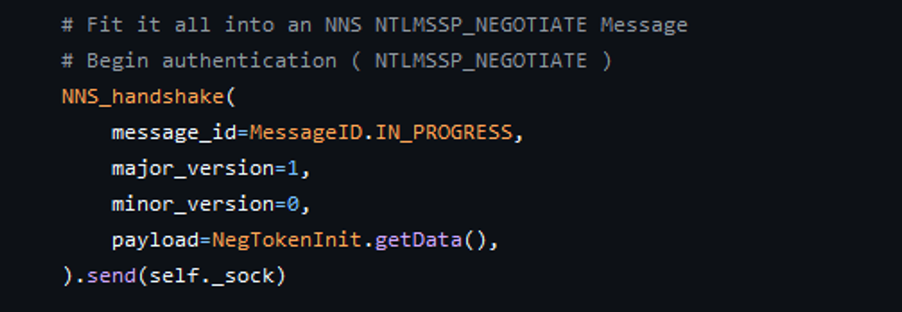 # Fit it all into an NNS NTLMSSP_NEGOTIATE Message
# Begin authentication ( NTLMSSP_NEGOTIATE )
NNS_handshake(
    message_id=MessageID.IN_PROGRESS,
    major_version=1,
    minor_version=0,
    payload=NegTokenInit.getData(),
).send(self._sock)